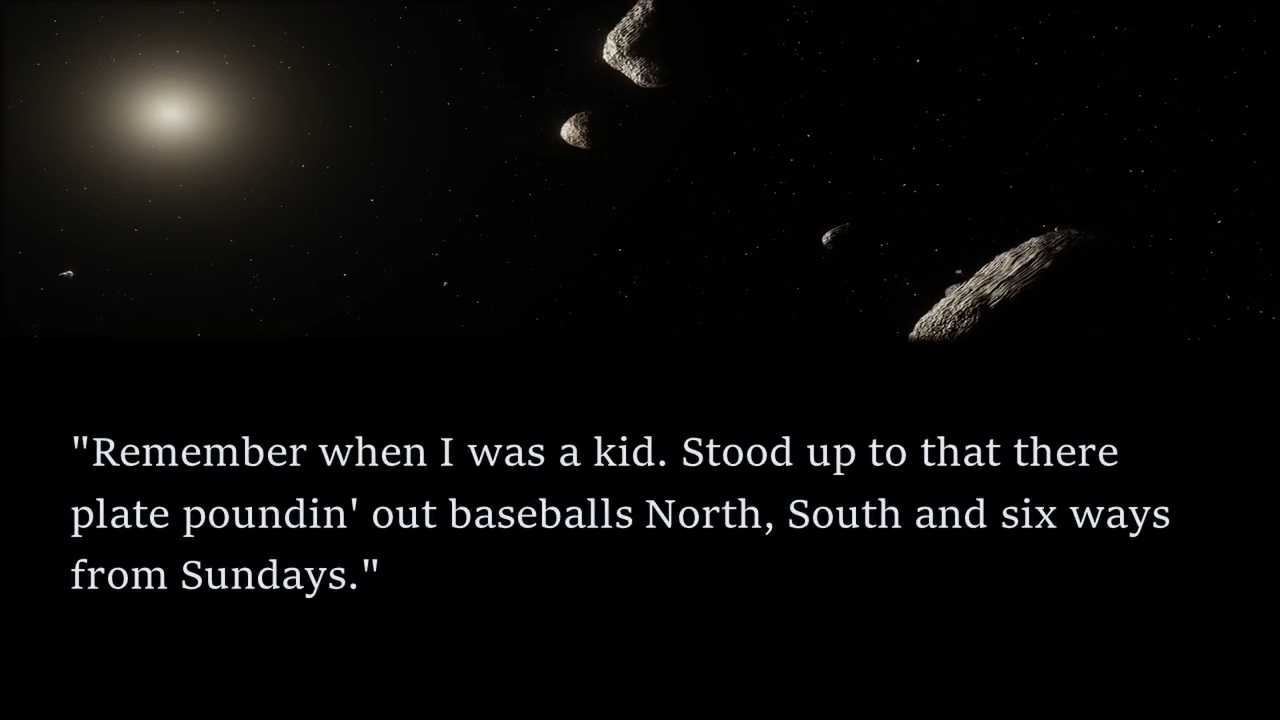 "Remember when I was a kid. Stood up to that there
plate poundin' out baseballs North, South and six ways
from Sundays."